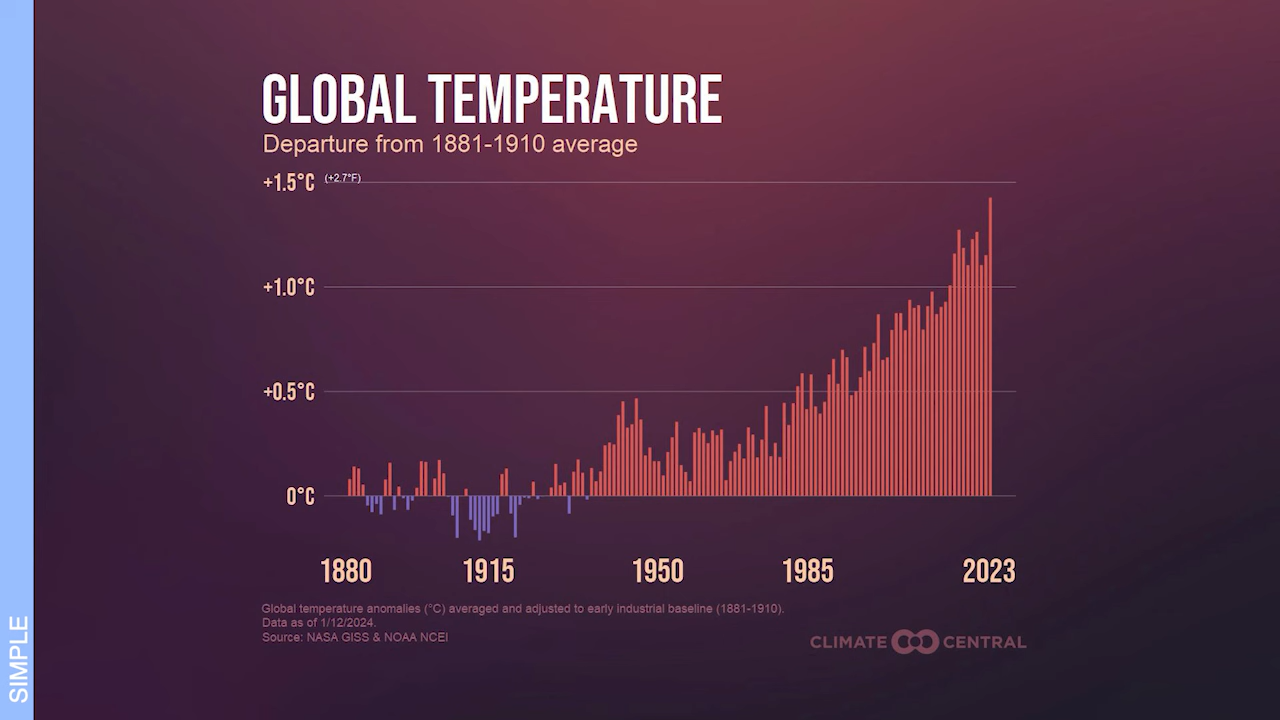 GLOBAL TEMPERATURE
Departure from 1881-1910 average
+1.5°C (+2.7°F)
+1.0°C
+0.5°C
0°C
1880 1915 1950 1985 2023
Global temperature anomalies (°C) averaged and adjusted to early industrial baseline (1881-1910).
Data as of 1/12/2024.
Source: NASA GISS & NOAA NCEI
CLIMATE CENTRAL
SIMPLE